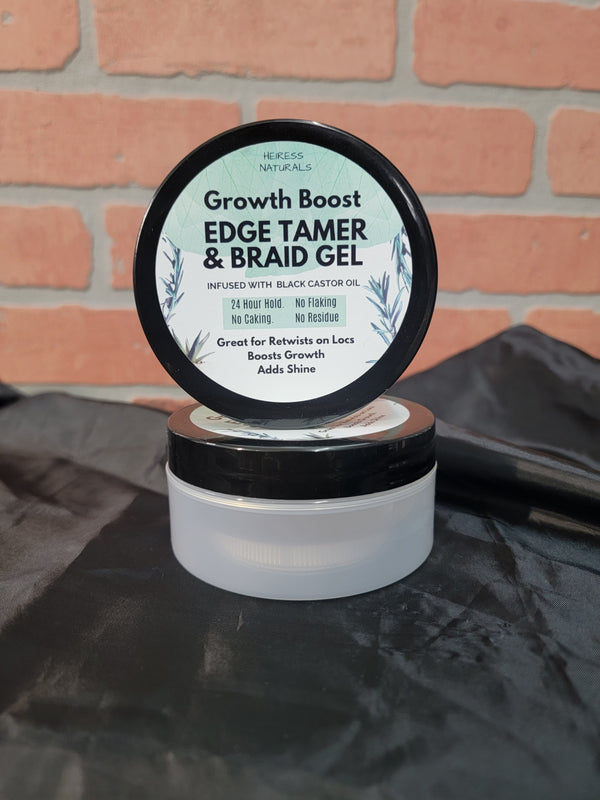 HEIRESS
NATURALS
Growth Boost
EDGE TAMER
& BRAID GEL
INFUSED WITH BLACK CASTOR OIL
24 Hour Hold. No Flaking
No Caking. No Residue
Great for Retwists on Locs
Boosts Growth
Adds Shine